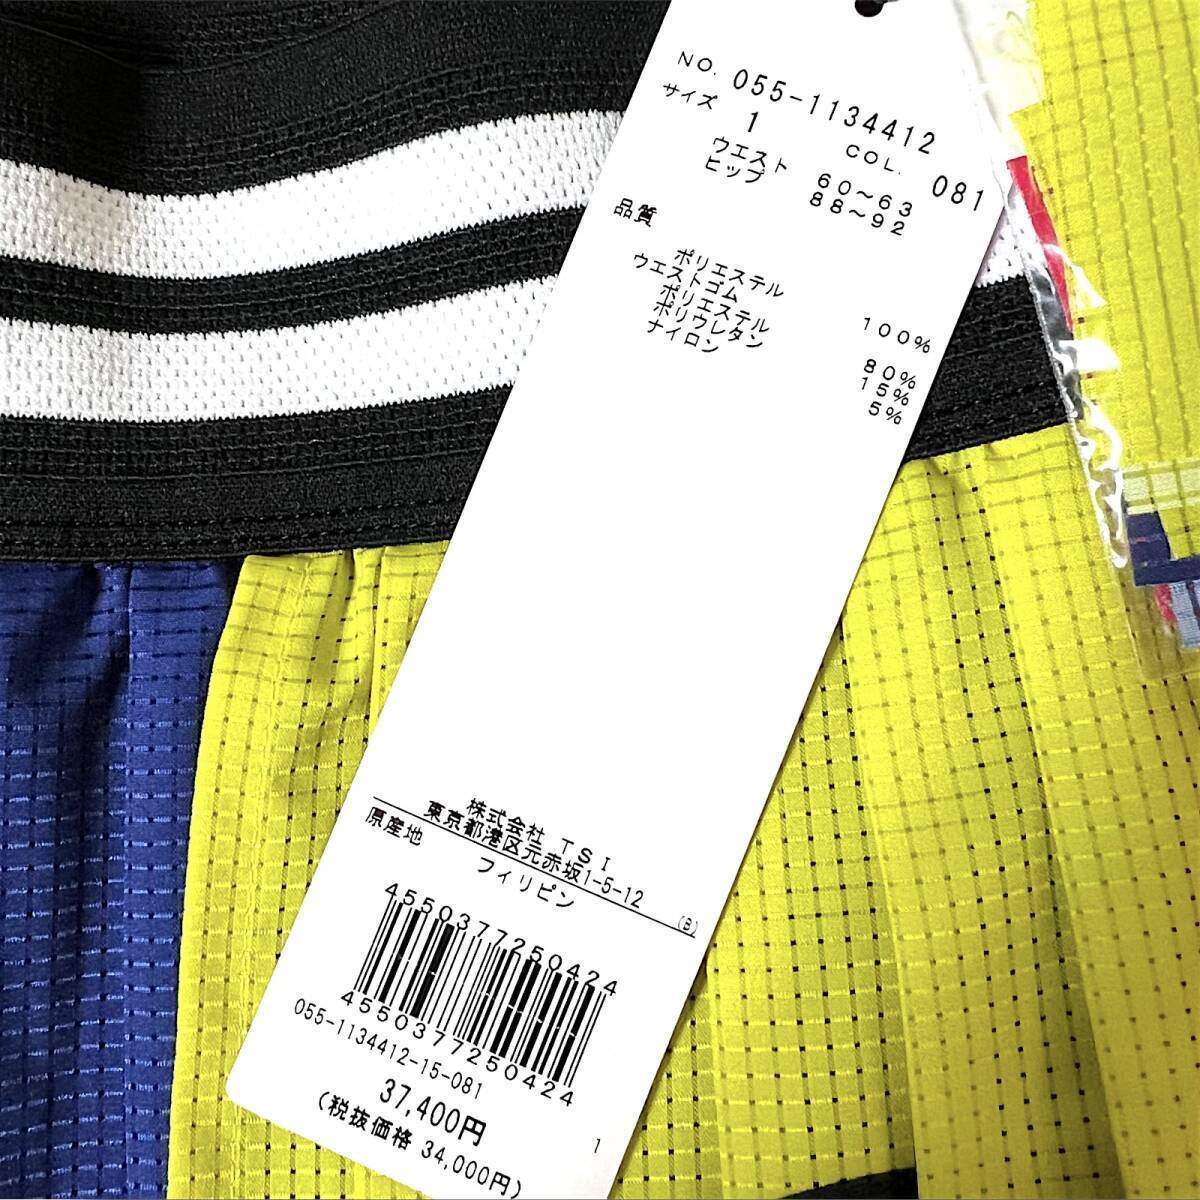 NO. 055-1134412
サイズ 1 COL. 081
ウエスト 60~63
ヒップ 88~92
品質
ポリエステル 100%
ウエストゴム
ポリエステル 80%
ポリウレタン 15%
ナイロン 5%
株式会社 TSI
東京都港区元赤坂1-5-12
(B)
原産地 フィリピン
4550377250424
4550377250424
055-1134412-15-081
37,400円
(税抜価格 34,000円)
1